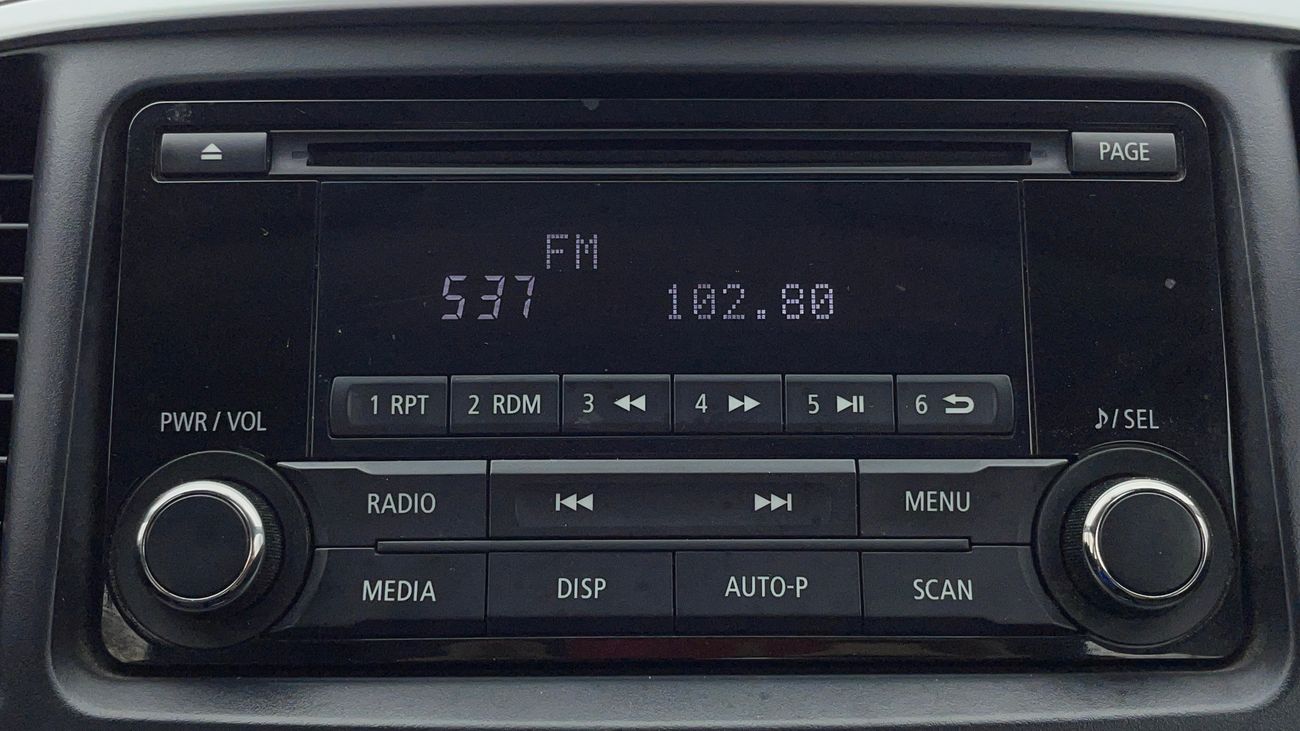 PAGE
FM
537 102.80
1 RPT 2 RDM 3 4 5 6
PWR / VOL ♪/ SEL
RADIO MENU
MEDIA DISP AUTO-P SCAN